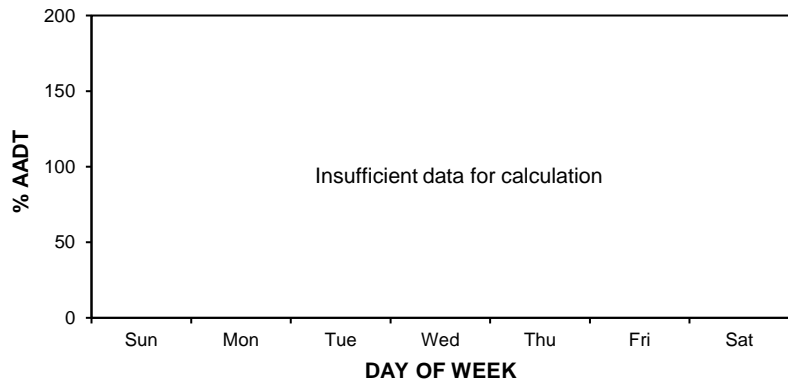 200
150
100
50
0
% AADT
Insufficient data for calculation
Sun Mon Tue Wed Thu Fri Sat
DAY OF WEEK